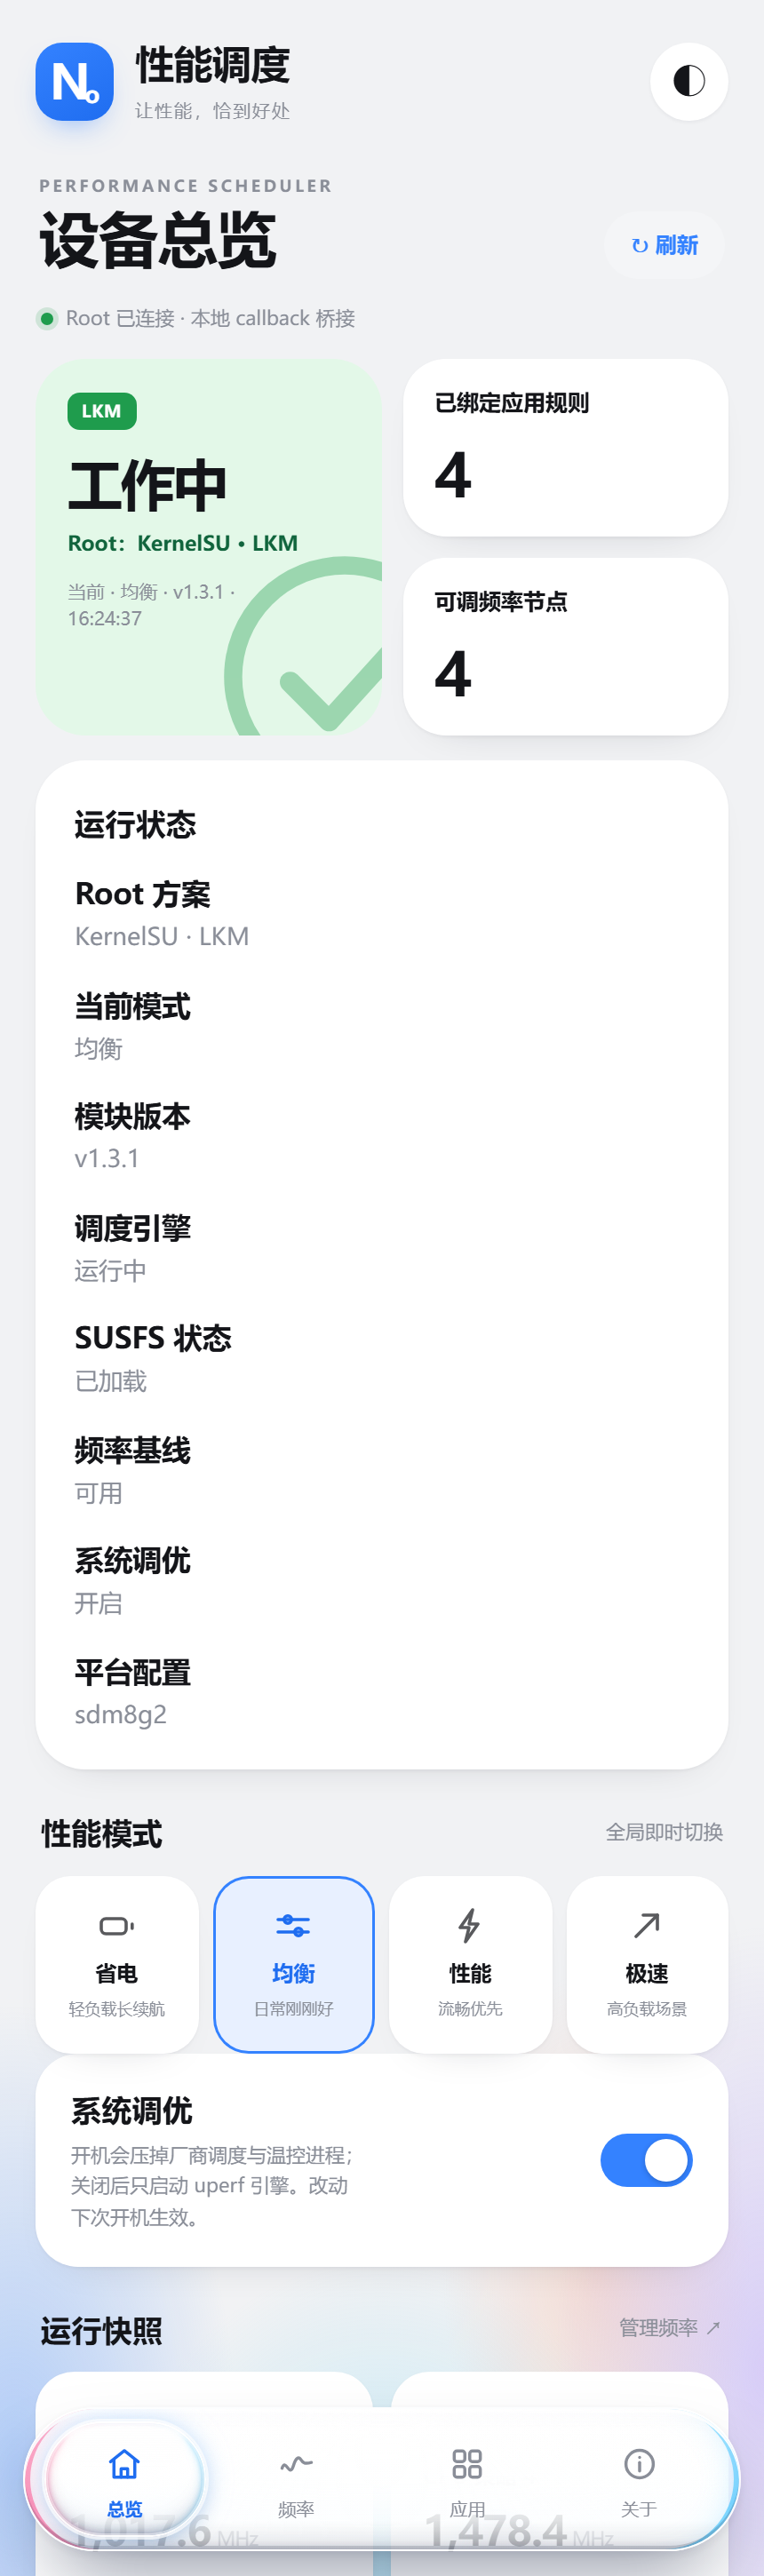 No
性能调度
让性能，恰到好处
PERFORMANCE SCHEDULER
设备总览
↻ 刷新
Root 已连接 · 本地 callback 桥接
LKM
工作中
Root：KernelSU • LKM
当前 · 均衡 · v1.3.1 ·
16:24:37
已绑定应用规则
4
可调频率节点
4
运行状态
Root 方案
KernelSU · LKM
当前模式
均衡
模块版本
v1.3.1
调度引擎
运行中
SUSFS 状态
已加载
频率基线
可用
系统调优
开启
平台配置
sdm8g2
性能模式
全局即时切换
省电
轻负载长续航
均衡
日常刚刚好
性能
流畅优先
极速
高负载场景
系统调优
开机会压掉厂商调度与温控进程；
关闭后只启动 uperf 引擎。改动
下次开机生效。
运行快照
管理频率 ↗
总览
频率
应用
关于
1,017.6 MHz
1,478.4 MHz